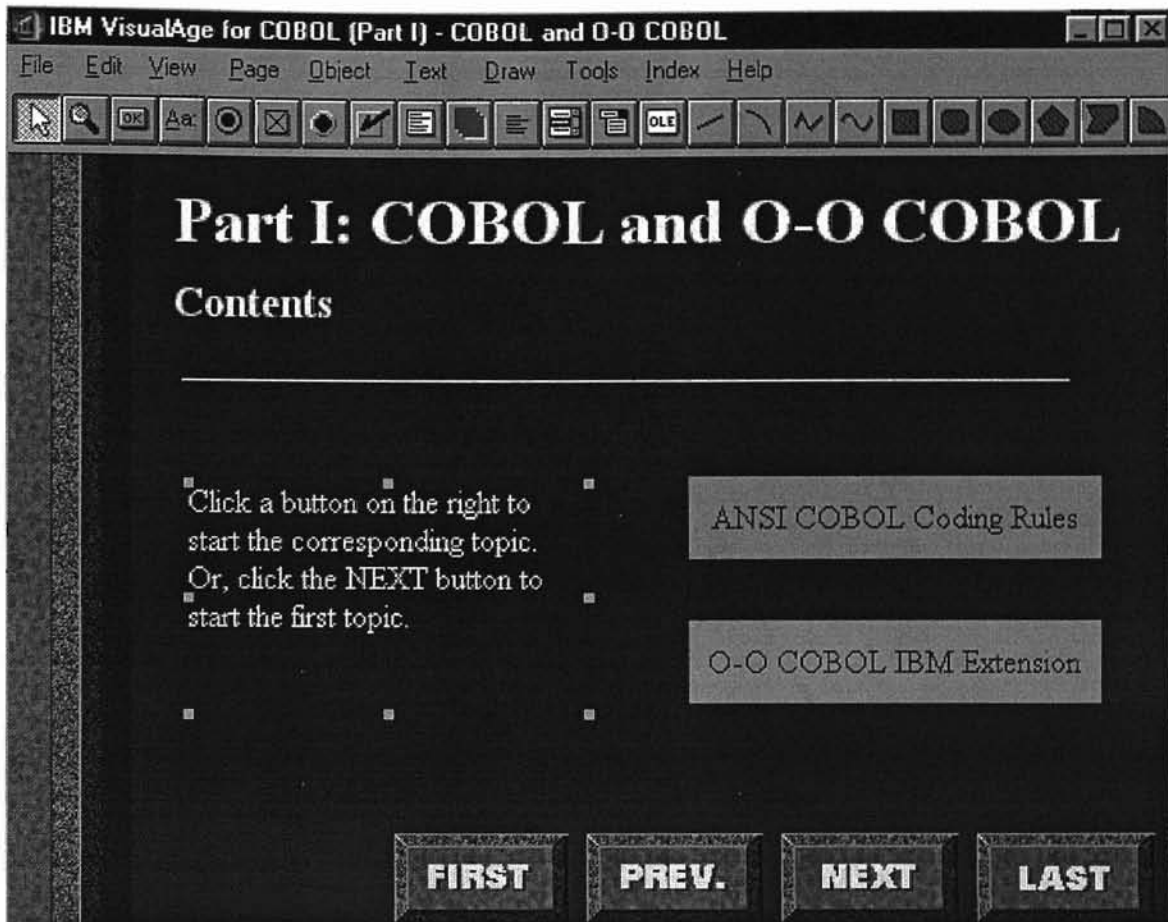 IBM VisualAge for COBOL (Part I) - COBOL and O-O COBOL
File Edit View Page Object Text Draw Tools Index Help
OK Aa: OLE
Part I: COBOL and O-O COBOL
Contents
Click a button on the right to
start the corresponding topic.
Or, click the NEXT button to
start the first topic.
ANSI COBOL Coding Rules
O-O COBOL IBM Extension
FIRST PREV. NEXT LAST